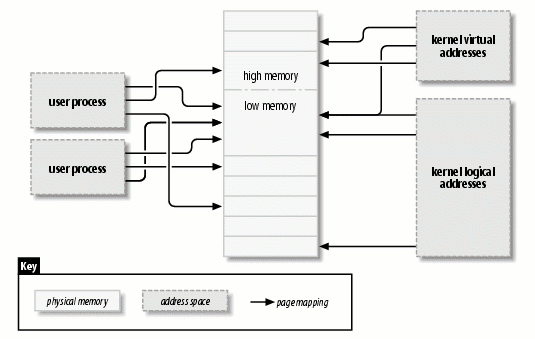 kernel virtual
addresses
high memory
user process
low memory
user process
kernel logical
addresses
Key
physical memory
address space
page mapping